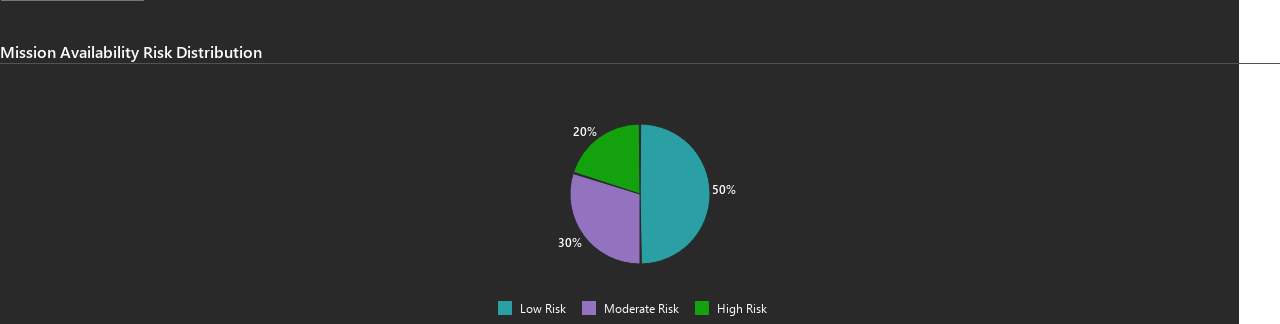 Mission Availability Risk Distribution
20%
50%
30%
Low Risk Moderate Risk High Risk